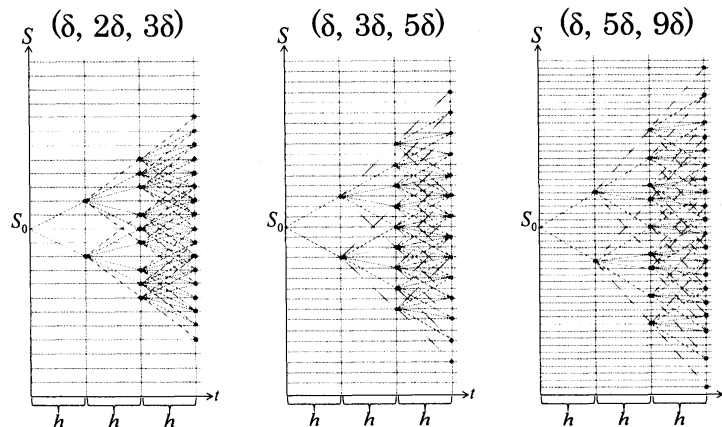 (δ, 2δ, 3δ) (δ, 3δ, 5δ) (δ, 5δ, 9δ)
S S S
S₀ S₀ S₀
t t
h h h h h h h h h